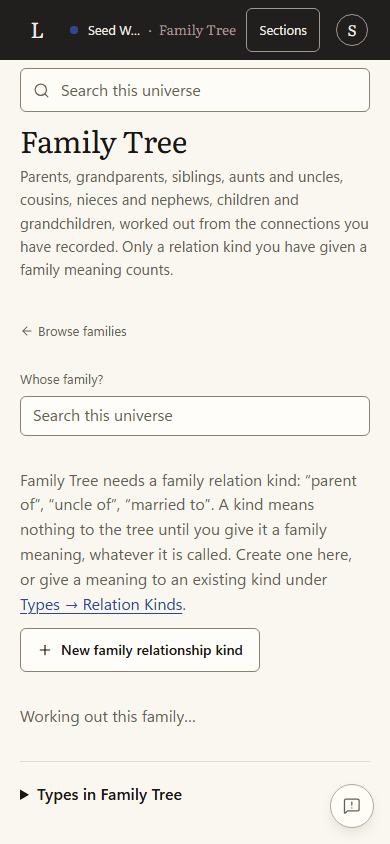 L
Seed W... · Family Tree
Sections
S
Search this universe
Family Tree
Parents, grandparents, siblings, aunts and uncles,
cousins, nieces and nephews, children and
grandchildren, worked out from the connections you
have recorded. Only a relation kind you have given a
family meaning counts.
← Browse families
Whose family?
Search this universe
Family Tree needs a family relation kind: “parent
of”, “uncle of”, “married to”. A kind means
nothing to the tree until you give it a family
meaning, whatever it is called. Create one here,
or give a meaning to an existing kind under
Types → Relation Kinds.
+ New family relationship kind
Working out this family...
Types in Family Tree